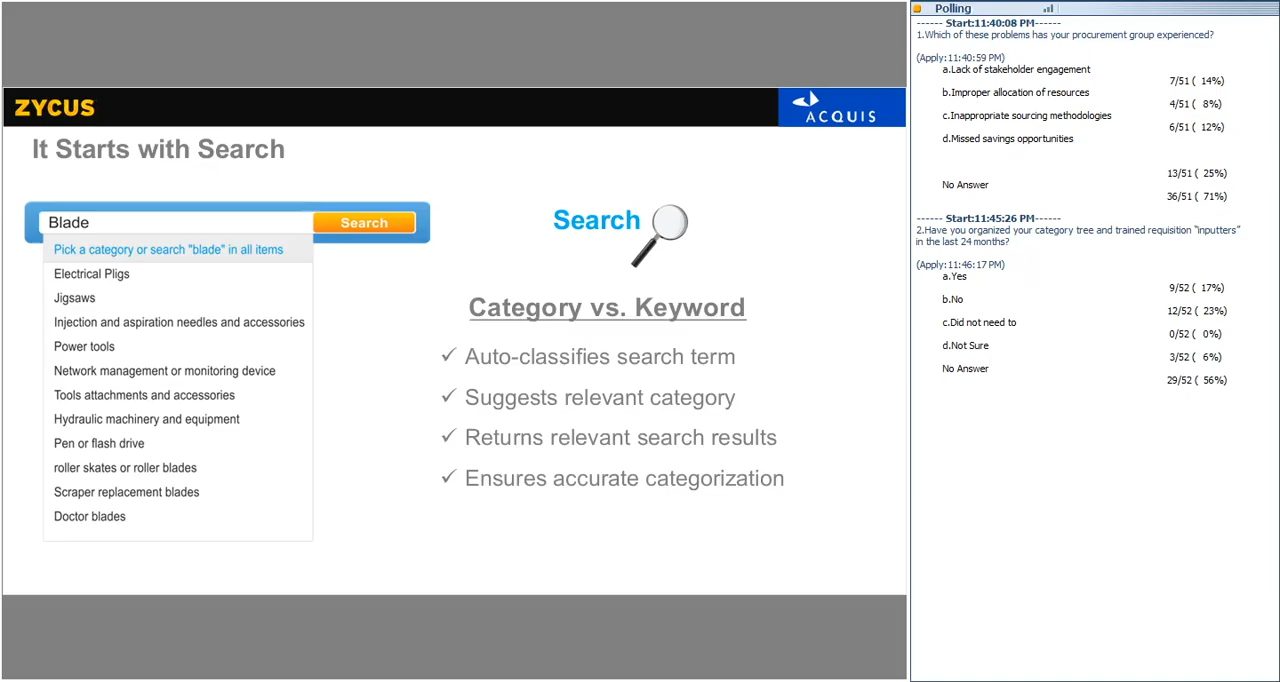 ZYCUS
ACQUIS
It Starts with Search
Blade
Search
Pick a category or search "blade" in all items
Electrical Pligs
Jigsaws
Injection and aspiration needles and accessories
Power tools
Network management or monitoring device
Tools attachments and accessories
Hydraulic machinery and equipment
Pen or flash drive
roller skates or roller blades
Scraper replacement blades
Doctor blades
Search
Category vs. Keyword
✓ Auto-classifies search term
✓ Suggests relevant category
✓ Returns relevant search results
✓ Ensures accurate categorization
Polling
------ Start:11:40:08 PM------
1.Which of these problems has your procurement group experienced?
(Apply:11:40:59 PM)
a.Lack of stakeholder engagement
7/51 ( 14%)
b.Improper allocation of resources
4/51 ( 8%)
c.Inappropriate sourcing methodologies
6/51 ( 12%)
d.Missed savings opportunities
13/51 ( 25%)
No Answer
36/51 ( 71%)
------ Start:11:45:26 PM------
2.Have you organized your category tree and trained requisition “inputters”
in the last 24 months?
(Apply:11:46:17 PM)
a.Yes
9/52 ( 17%)
b.No
12/52 ( 23%)
c.Did not need to
0/52 ( 0%)
d.Not Sure
3/52 ( 6%)
No Answer
29/52 ( 56%)